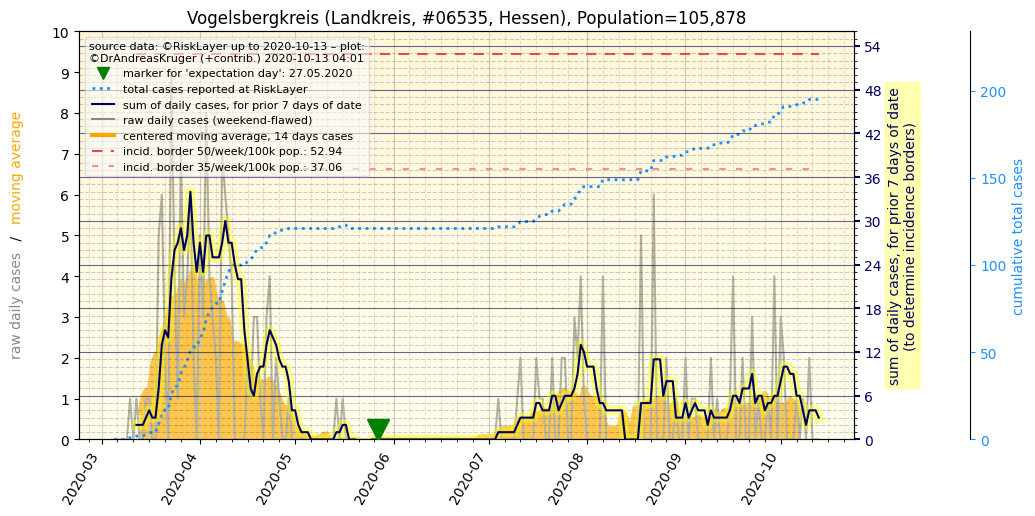 Vogelsbergkreis (Landkreis, #06535, Hessen), Population=105,878
source data: ©RiskLayer up to 2020-10-13 – plot:
©DrAndreasKruger (+contrib.) 2020-10-13 04:01
marker for 'expectation day': 27.05.2020
total cases reported at RiskLayer
sum of daily cases, for prior 7 days of date
raw daily cases (weekend-flawed)
centered moving average, 14 days cases
incid. border 50/week/100k pop.: 52.94
incid. border 35/week/100k pop.: 37.06
raw daily cases / moving average
10
9
8
7
6
5
4
3
2
1
0
54
48
42
36
30
24
18
12
6
0
sum of daily cases, for prior 7 days of date
(to determine, incidence borders)
200
150
100
50
0
cumulative total cases
2020-03
2020-04
2020-05
2020-06
2020-07
2020-08
2020-09
2020-10